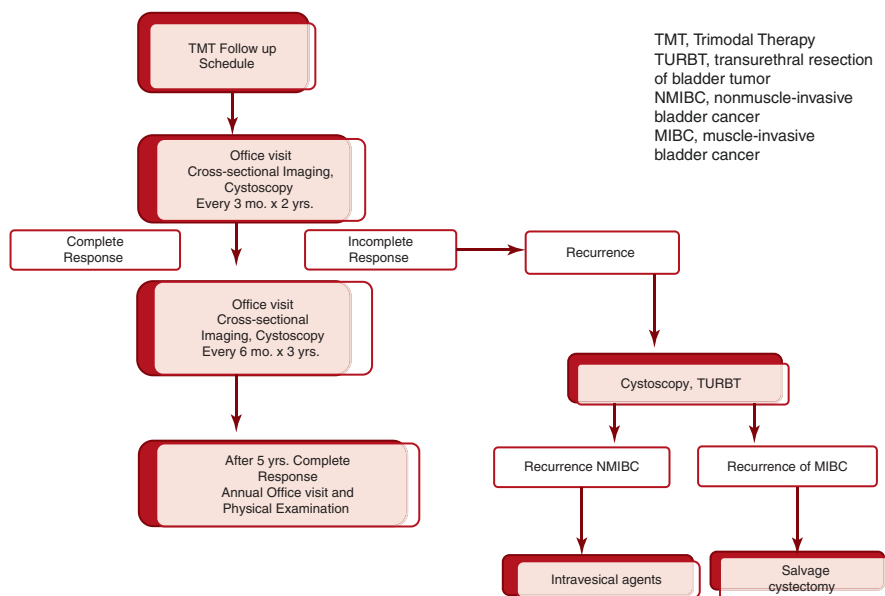 TMT Follow up
Schedule
TMT, Trimodal Therapy
TURBT, transurethral resection
of bladder tumor
NMIBC, nonmuscle-invasive
bladder cancer
MIBC, muscle-invasive
bladder cancer
Office visit
Cross-sectional Imaging,
Cystoscopy
Every 3 mo. x 2 yrs.
Complete
Response
Incomplete
Response
Recurrence
Office visit
Cross-sectional
Imaging, Cystoscopy
Every 6 mo. x 3 yrs.
Cystoscopy, TURBT
After 5 yrs. Complete
Response
Annual Office visit and
Physical Examination
Recurrence NMIBC
Recurrence of MIBC
Intravesical agents
Salvage
cystectomy